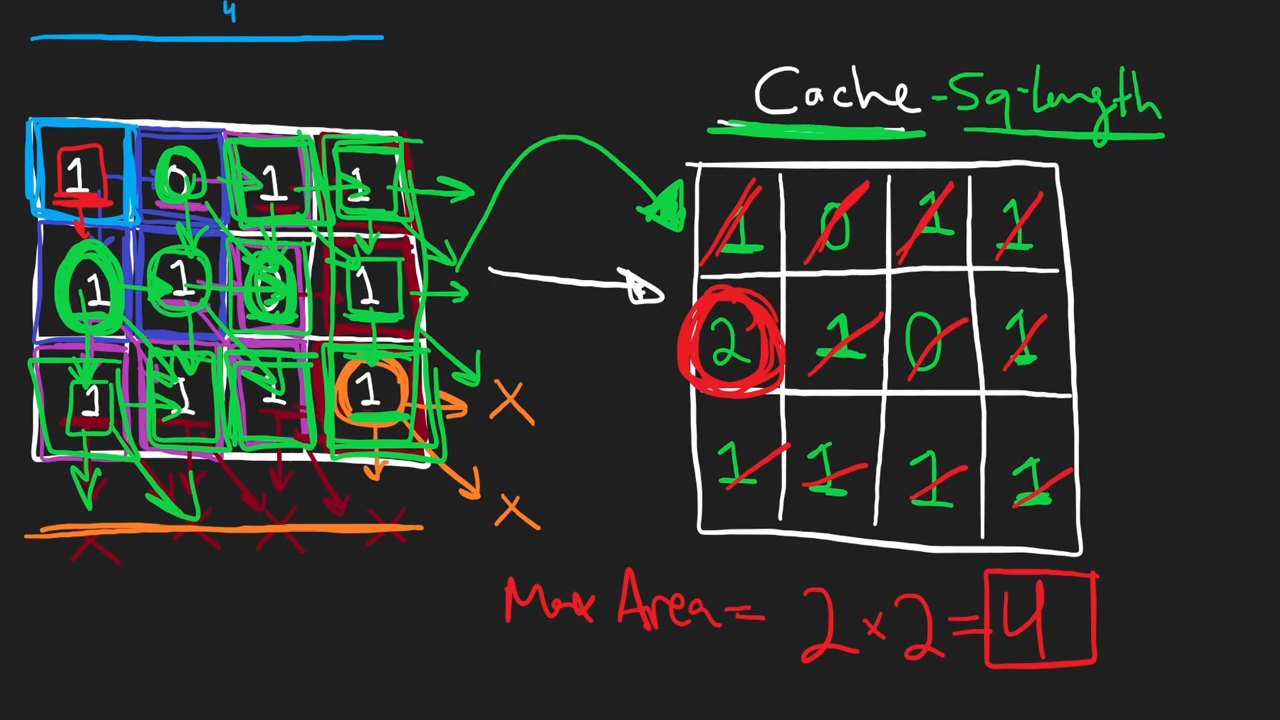 4
Cache - Sq-Length
1 0 1 1
1 1 0 1
1 1 1 1
1 0 1 1
2 1 0 1
1 1 1 1
X
X
X X X X
Max Area = 2 × 2 = 4